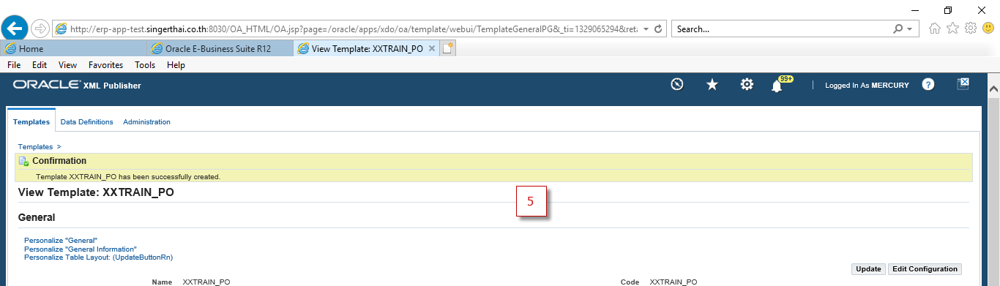 http://erp-app-test.singerthai.co.th:8030/OA_HTML/OA.jsp?page=/oracle/apps/xdo/oa/template/webui/TemplateGeneralPG&_ti=1329065294&reta
Search...
Home
Oracle E-Business Suite R12
View Template: XXTRAIN_PO
File Edit View Favorites Tools Help
ORACLE XML Publisher
99+
Logged In As MERCURY
Templates Data Definitions Administration
Templates >
Confirmation
Template XXTRAIN_PO has been successfully created.
View Template: XXTRAIN_PO
5
General
Personalize "General"
Personalize "General Information"
Personalize Table Layout: (UpdateButtonRn)
Update Edit Configuration
Name XXTRAIN_PO Code XXTRAIN_PO